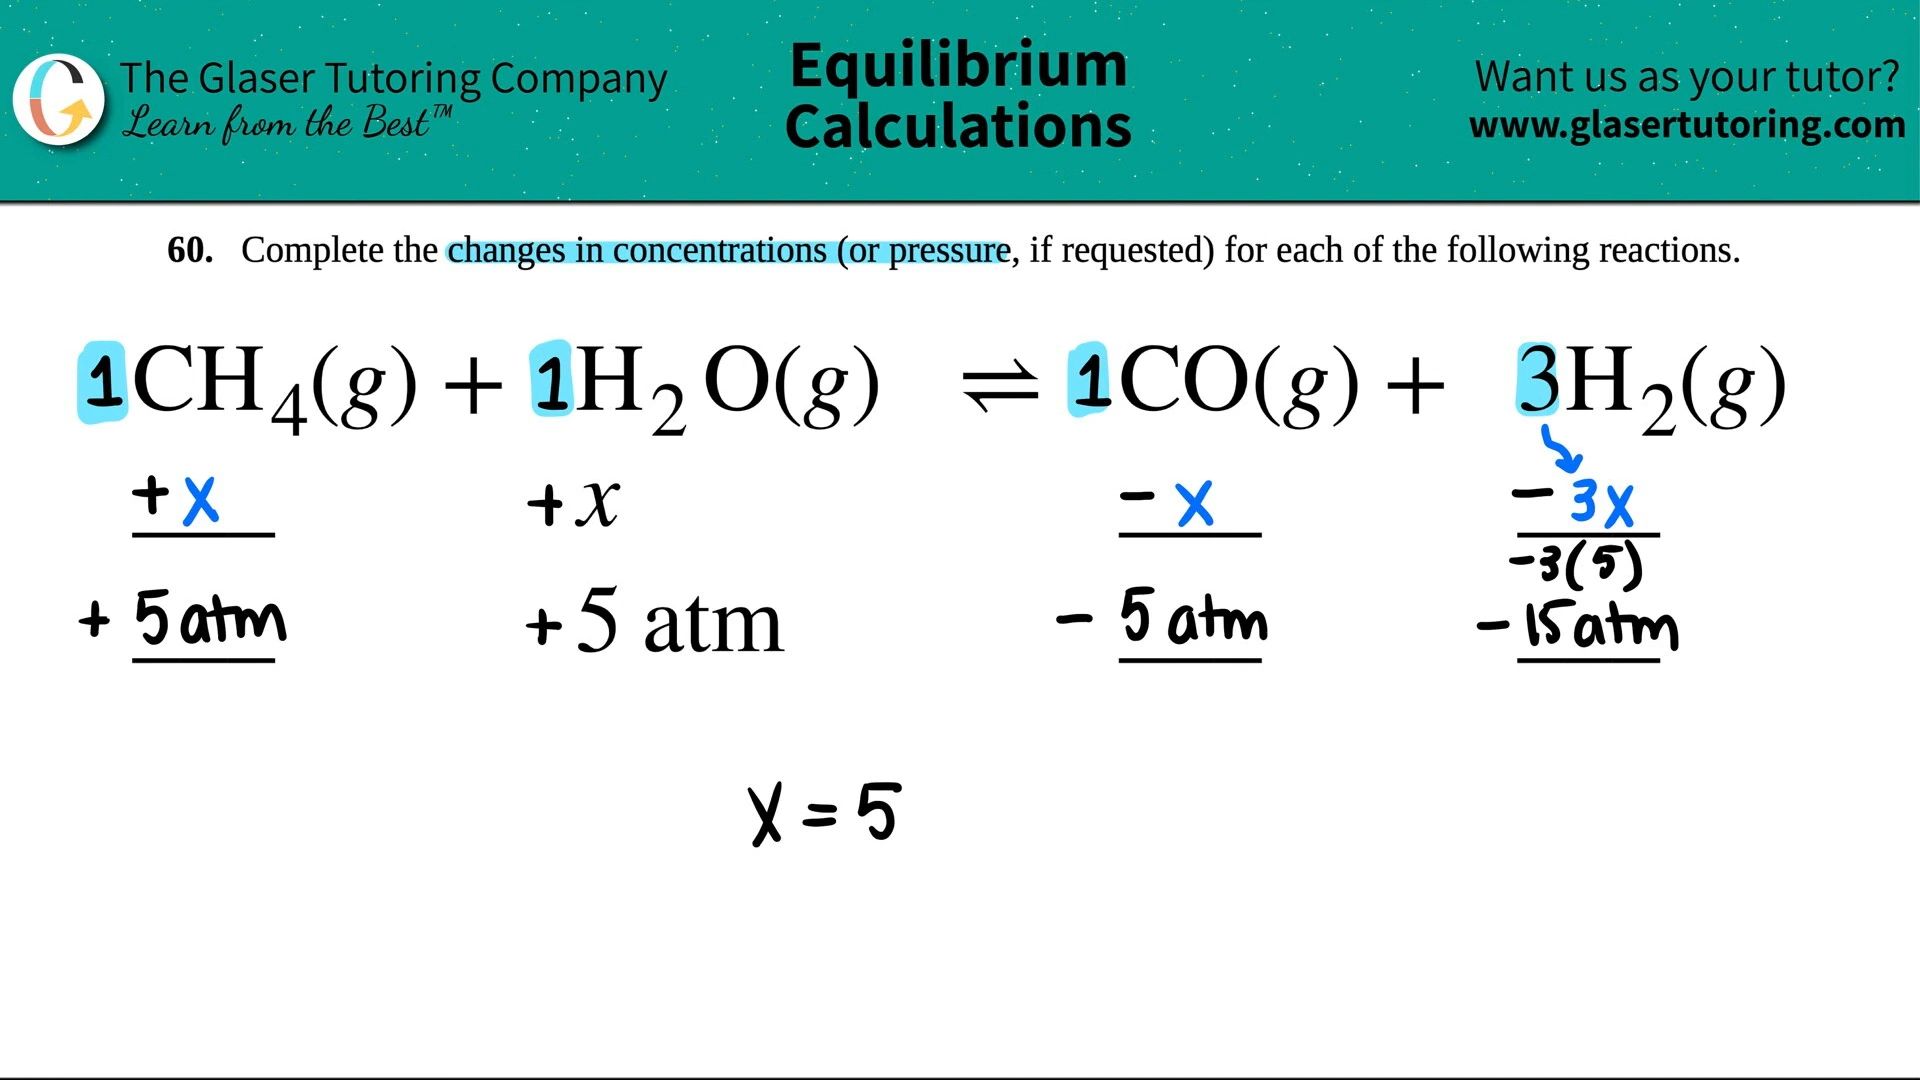 The Glaser Tutoring Company
Learn from the Best™
Equilibrium
Calculations
Want us as your tutor?
www.glasertutoring.com
60. Complete the changes in concentrations (or pressure, if requested) for each of the following reactions.
1CH₄(g) + 1H₂O(g) ⇌ 1CO(g) + 3H₂(g)
+x +x −x −3x
−3(5)
+5 atm +5 atm −5 atm −15 atm
x = 5